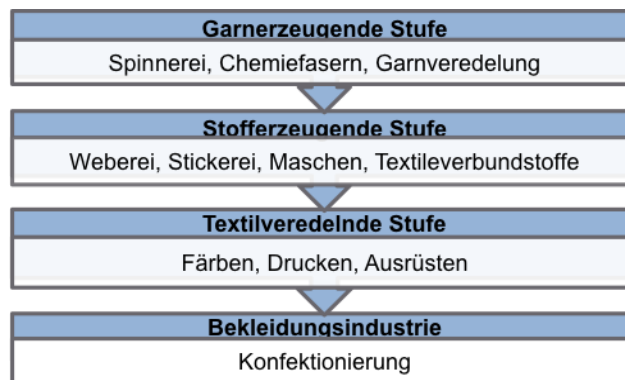 Garnerzeugende Stufe
Spinnerei, Chemiefasern, Garnveredelung
Stofferzeugende Stufe
Weberei, Stickerei, Maschen, Textileverbundstoffe
Textilveredelnde Stufe
Färben, Drucken, Ausrüsten
Bekleidungsindustrie
Konfektionierung